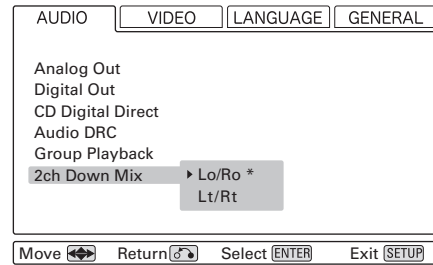 AUDIO VIDEO LANGUAGE GENERAL
Analog Out
Digital Out
CD Digital Direct
Audio DRC
Group Playback
2ch Down Mix Lo/Ro *
Lt/Rt
Move Return Select ENTER Exit SETUP